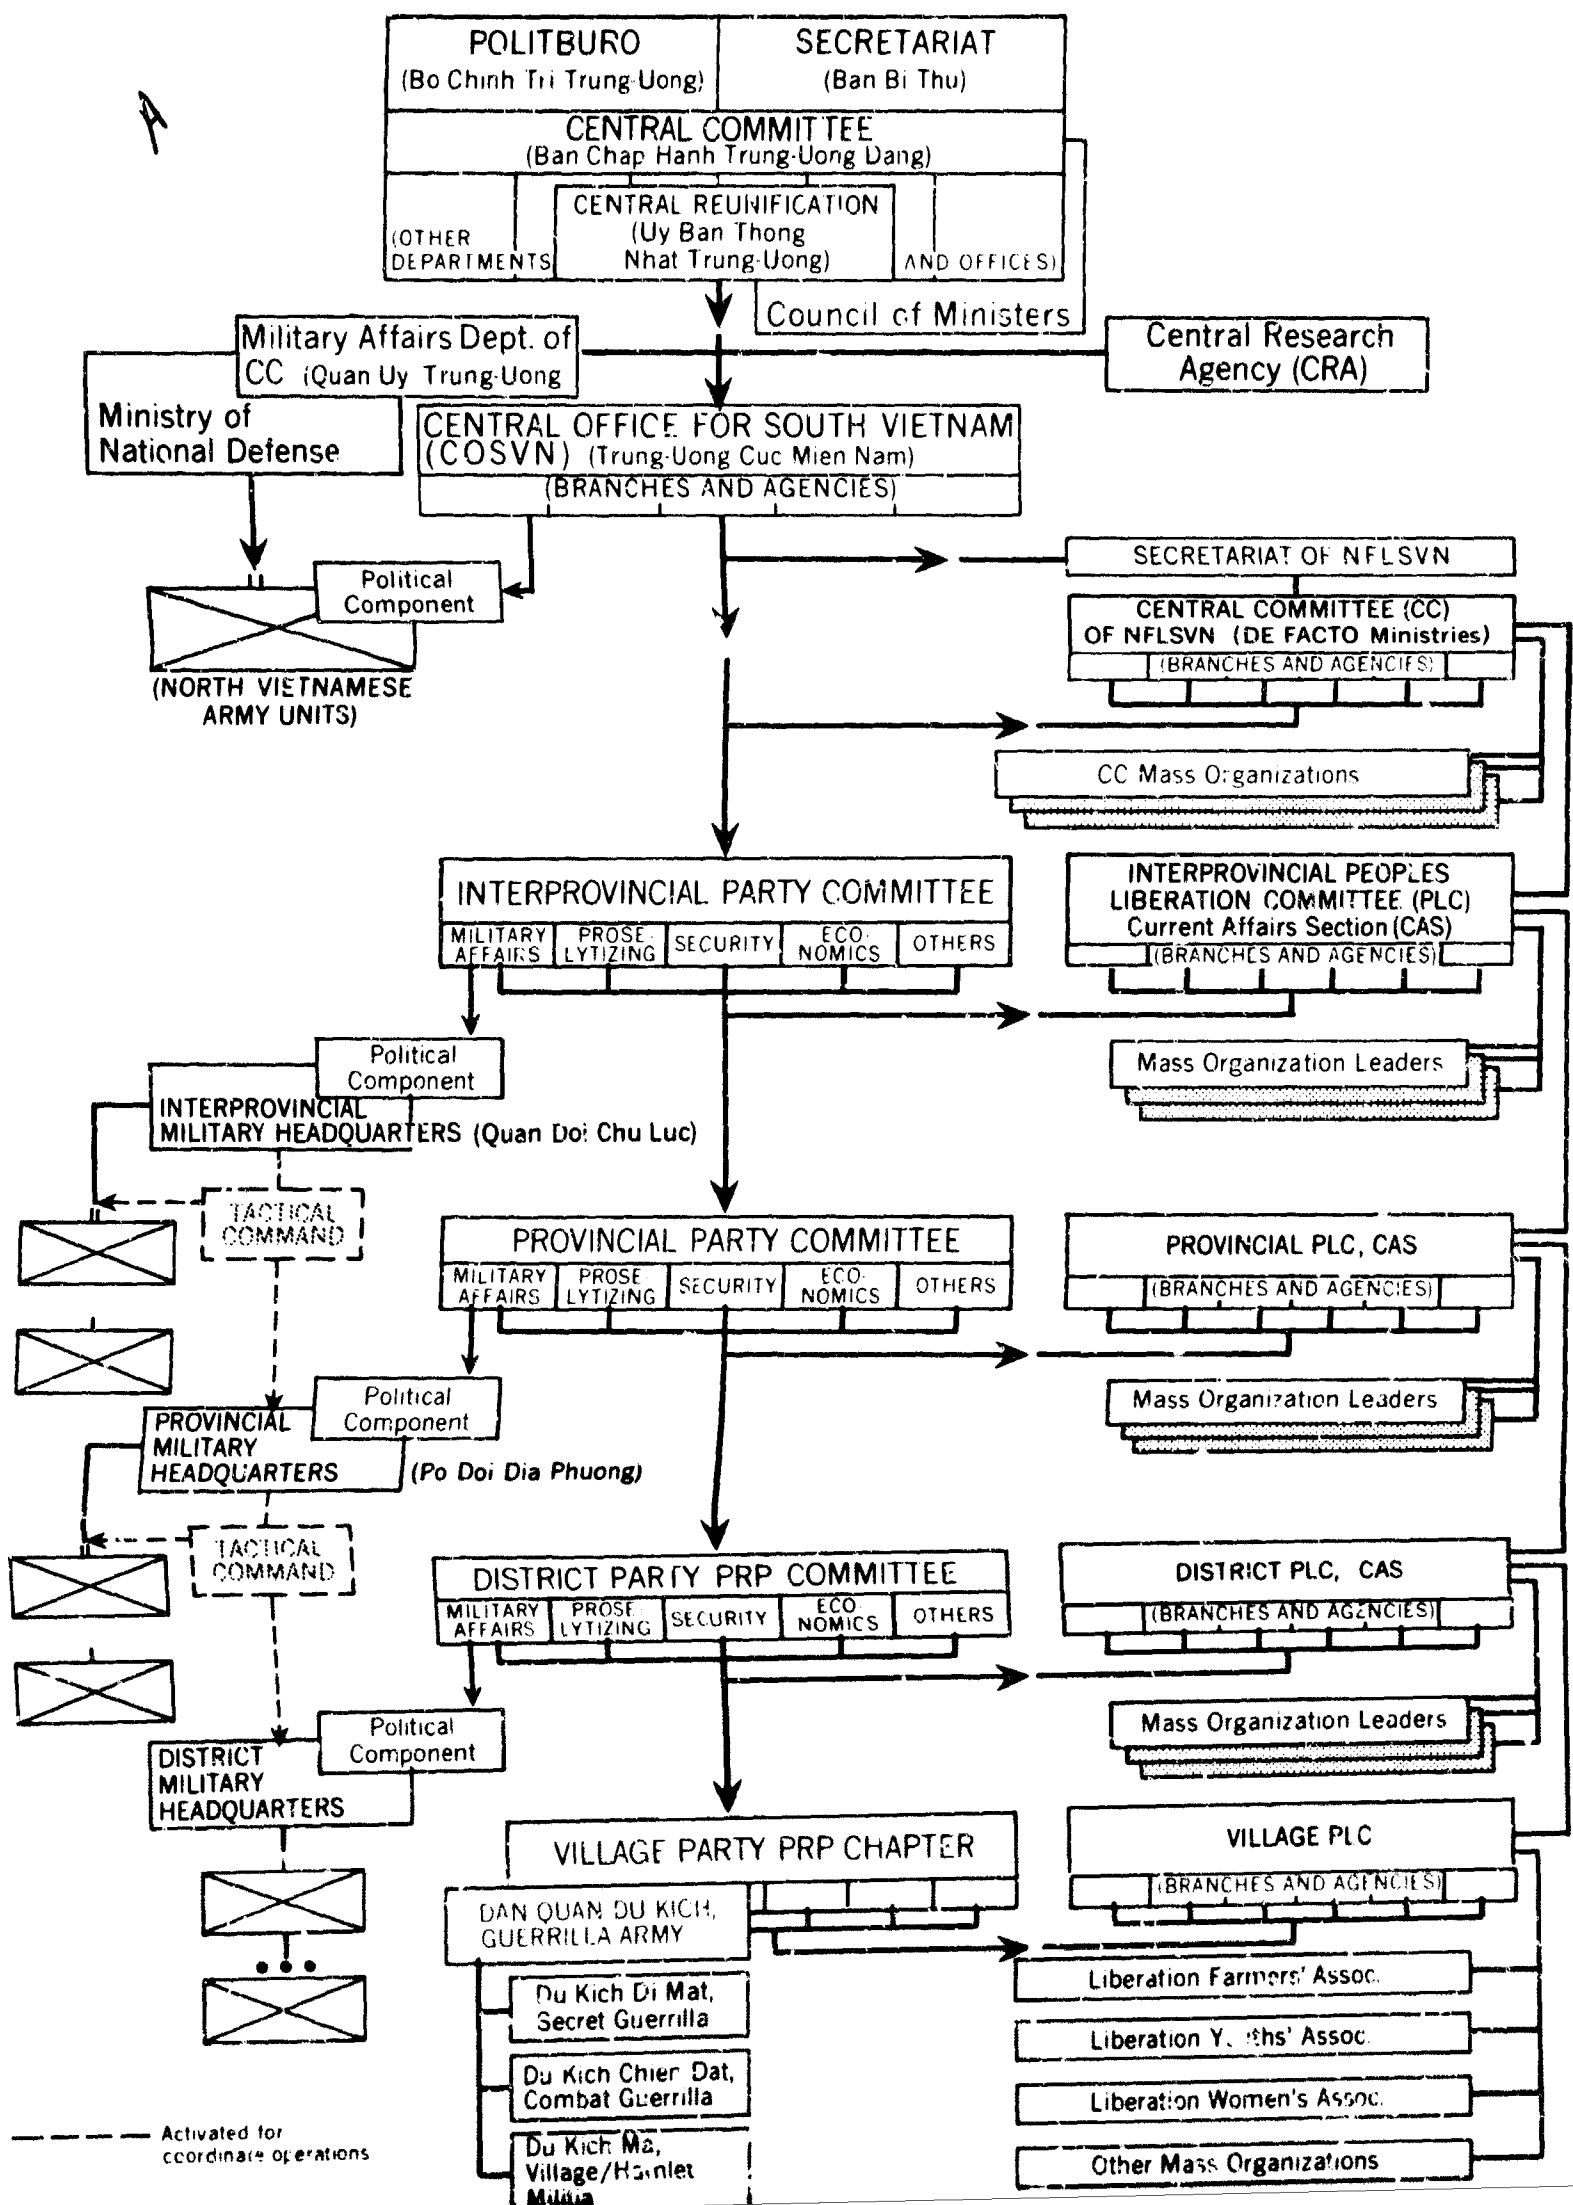 A
POLITBURO
(Bo Chinh Tri Trung-Uong)
SECRETARIAT
(Ban Bi Thu)
CENTRAL COMMITTEE
(Ban Chap Hanh Trung-Uong Dang)
(OTHER
DEPARTMENTS
CENTRAL REUNIFICATION
(Uy Ban Thong
Nhat Trung-Uong)
AND OFFICES)
Council of Ministers
Military Affairs Dept. of
CC (Quan Uy Trung-Uong
Central Research
Agency (CRA)
Ministry of
National Defense
CENTRAL OFFICE FOR SOUTH VIETNAM
(COSVN) (Trung-Uong Cuc Mien Nam)
(BRANCHES AND AGENCIES)
Political
Component
(NORTH VIETNAMESE
ARMY UNITS)
SECRETARIAT OF NFLSVN
CENTRAL COMMITTEE (CC)
OF NFLSVN (DE FACTO Ministries)
(BRANCHES AND AGENCIES)
CC Mass Organizations
INTERPROVINCIAL PARTY COMMITTEE
MILITARY
AFFAIRS
PROSE-
LYTIZING
SECURITY
ECO-
NOMICS
OTHERS
INTERPROVINCIAL PEOPLES
LIBERATION COMMITTEE (PLC)
Current Affairs Section (CAS)
(BRANCHES AND AGENCIES)
Political
Component
INTERPROVINCIAL
MILITARY HEADQUARTERS (Quan Doi Chu Luc)
Mass Organization Leaders
TACTICAL
COMMAND
PROVINCIAL PARTY COMMITTEE
MILITARY
AFFAIRS
PROSE-
LYTIZING
SECURITY
ECO-
NOMICS
OTHERS
PROVINCIAL PLC, CAS
(BRANCHES AND AGENCIES)
Political
Component
PROVINCIAL
MILITARY
HEADQUARTERS
(Po Doi Dia Phuong)
Mass Organization Leaders
TACTICAL
COMMAND
DISTRICT PARTY PRP COMMITTEE
MILITARY
AFFAIRS
PROSE
LYTIZING
SECURITY
ECO
NOMICS
OTHERS
DISTRICT PLC, CAS
(BRANCHES AND AGENCIES)
Political
Component
DISTRICT
MILITARY
HEADQUARTERS
Mass Organization Leaders
VILLAGE PARTY PRP CHAPTER
VILLAGE PLC
(BRANCHES AND AGENCIES)
DAN QUAN DU KICH,
GUERRILLA ARMY
Du Kich Di Mat,
Secret Guerrilla
Du Kich Chien Dat,
Combat Guerrilla
Du Kich Ma,
Village/Hamlet
Militia
Liberation Farmers' Assoc.
Liberation Assoc.
Liberation Women's Assoc.
Other Mass Organizations
Activated for
coordinate operations